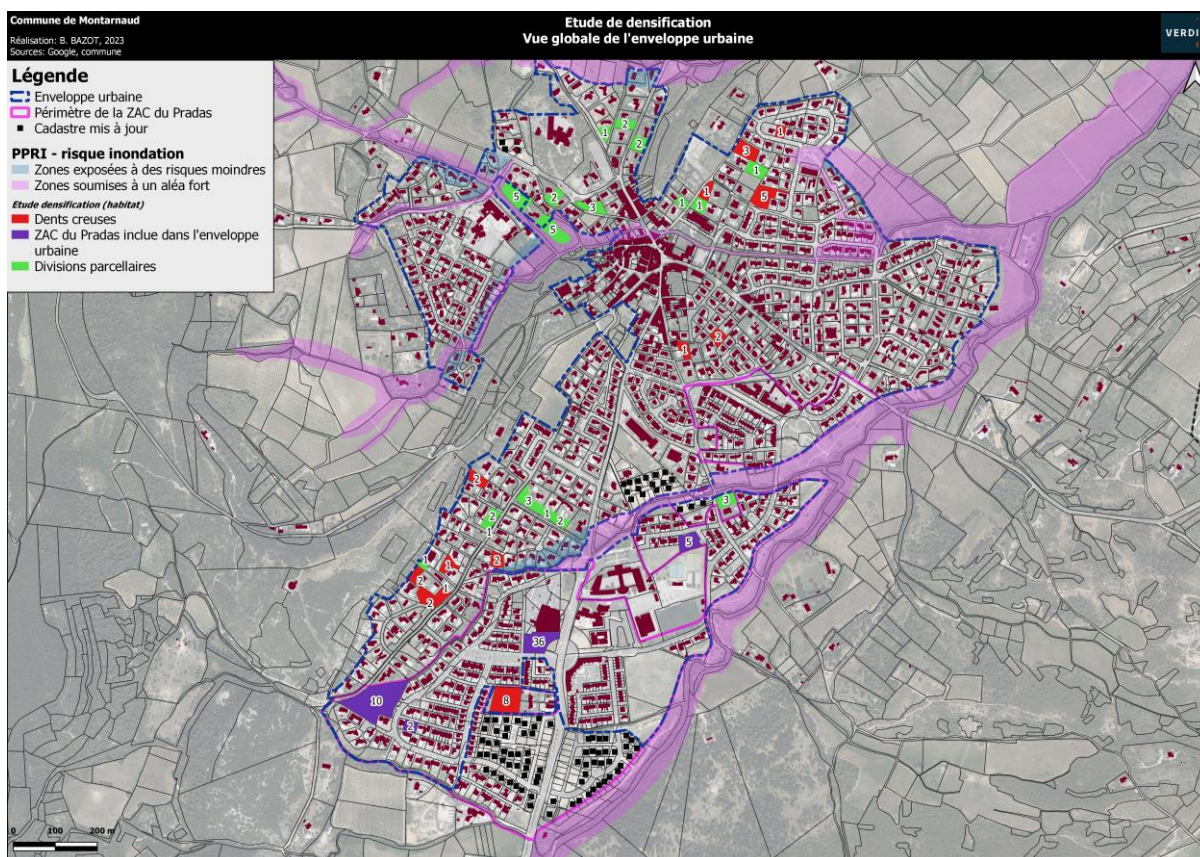 Commune de Montarnaud
Réalisation: B. BAZOT, 2023
Sources: Google, commune
Etude de densification
Vue globale de l'enveloppe urbaine
VERDI
Légende
Enveloppe urbaine
Périmètre de la ZAC du Pradas
Cadastre mis à jour
PPRI - risque inondation
Zones exposées à des risques moindres
Zones soumises à un aléa fort
Etude densification (habitat)
Dents creuses
ZAC du Pradas inclue dans l'enveloppe
urbaine
Divisions parcellaires
1
2
2
1
3
1
5
1
1
1
5
2
3
5
1
2
2
3
1
2
2
1
3
5
2
1
1
2
1
2
36
10
8
2
0 100 200 m